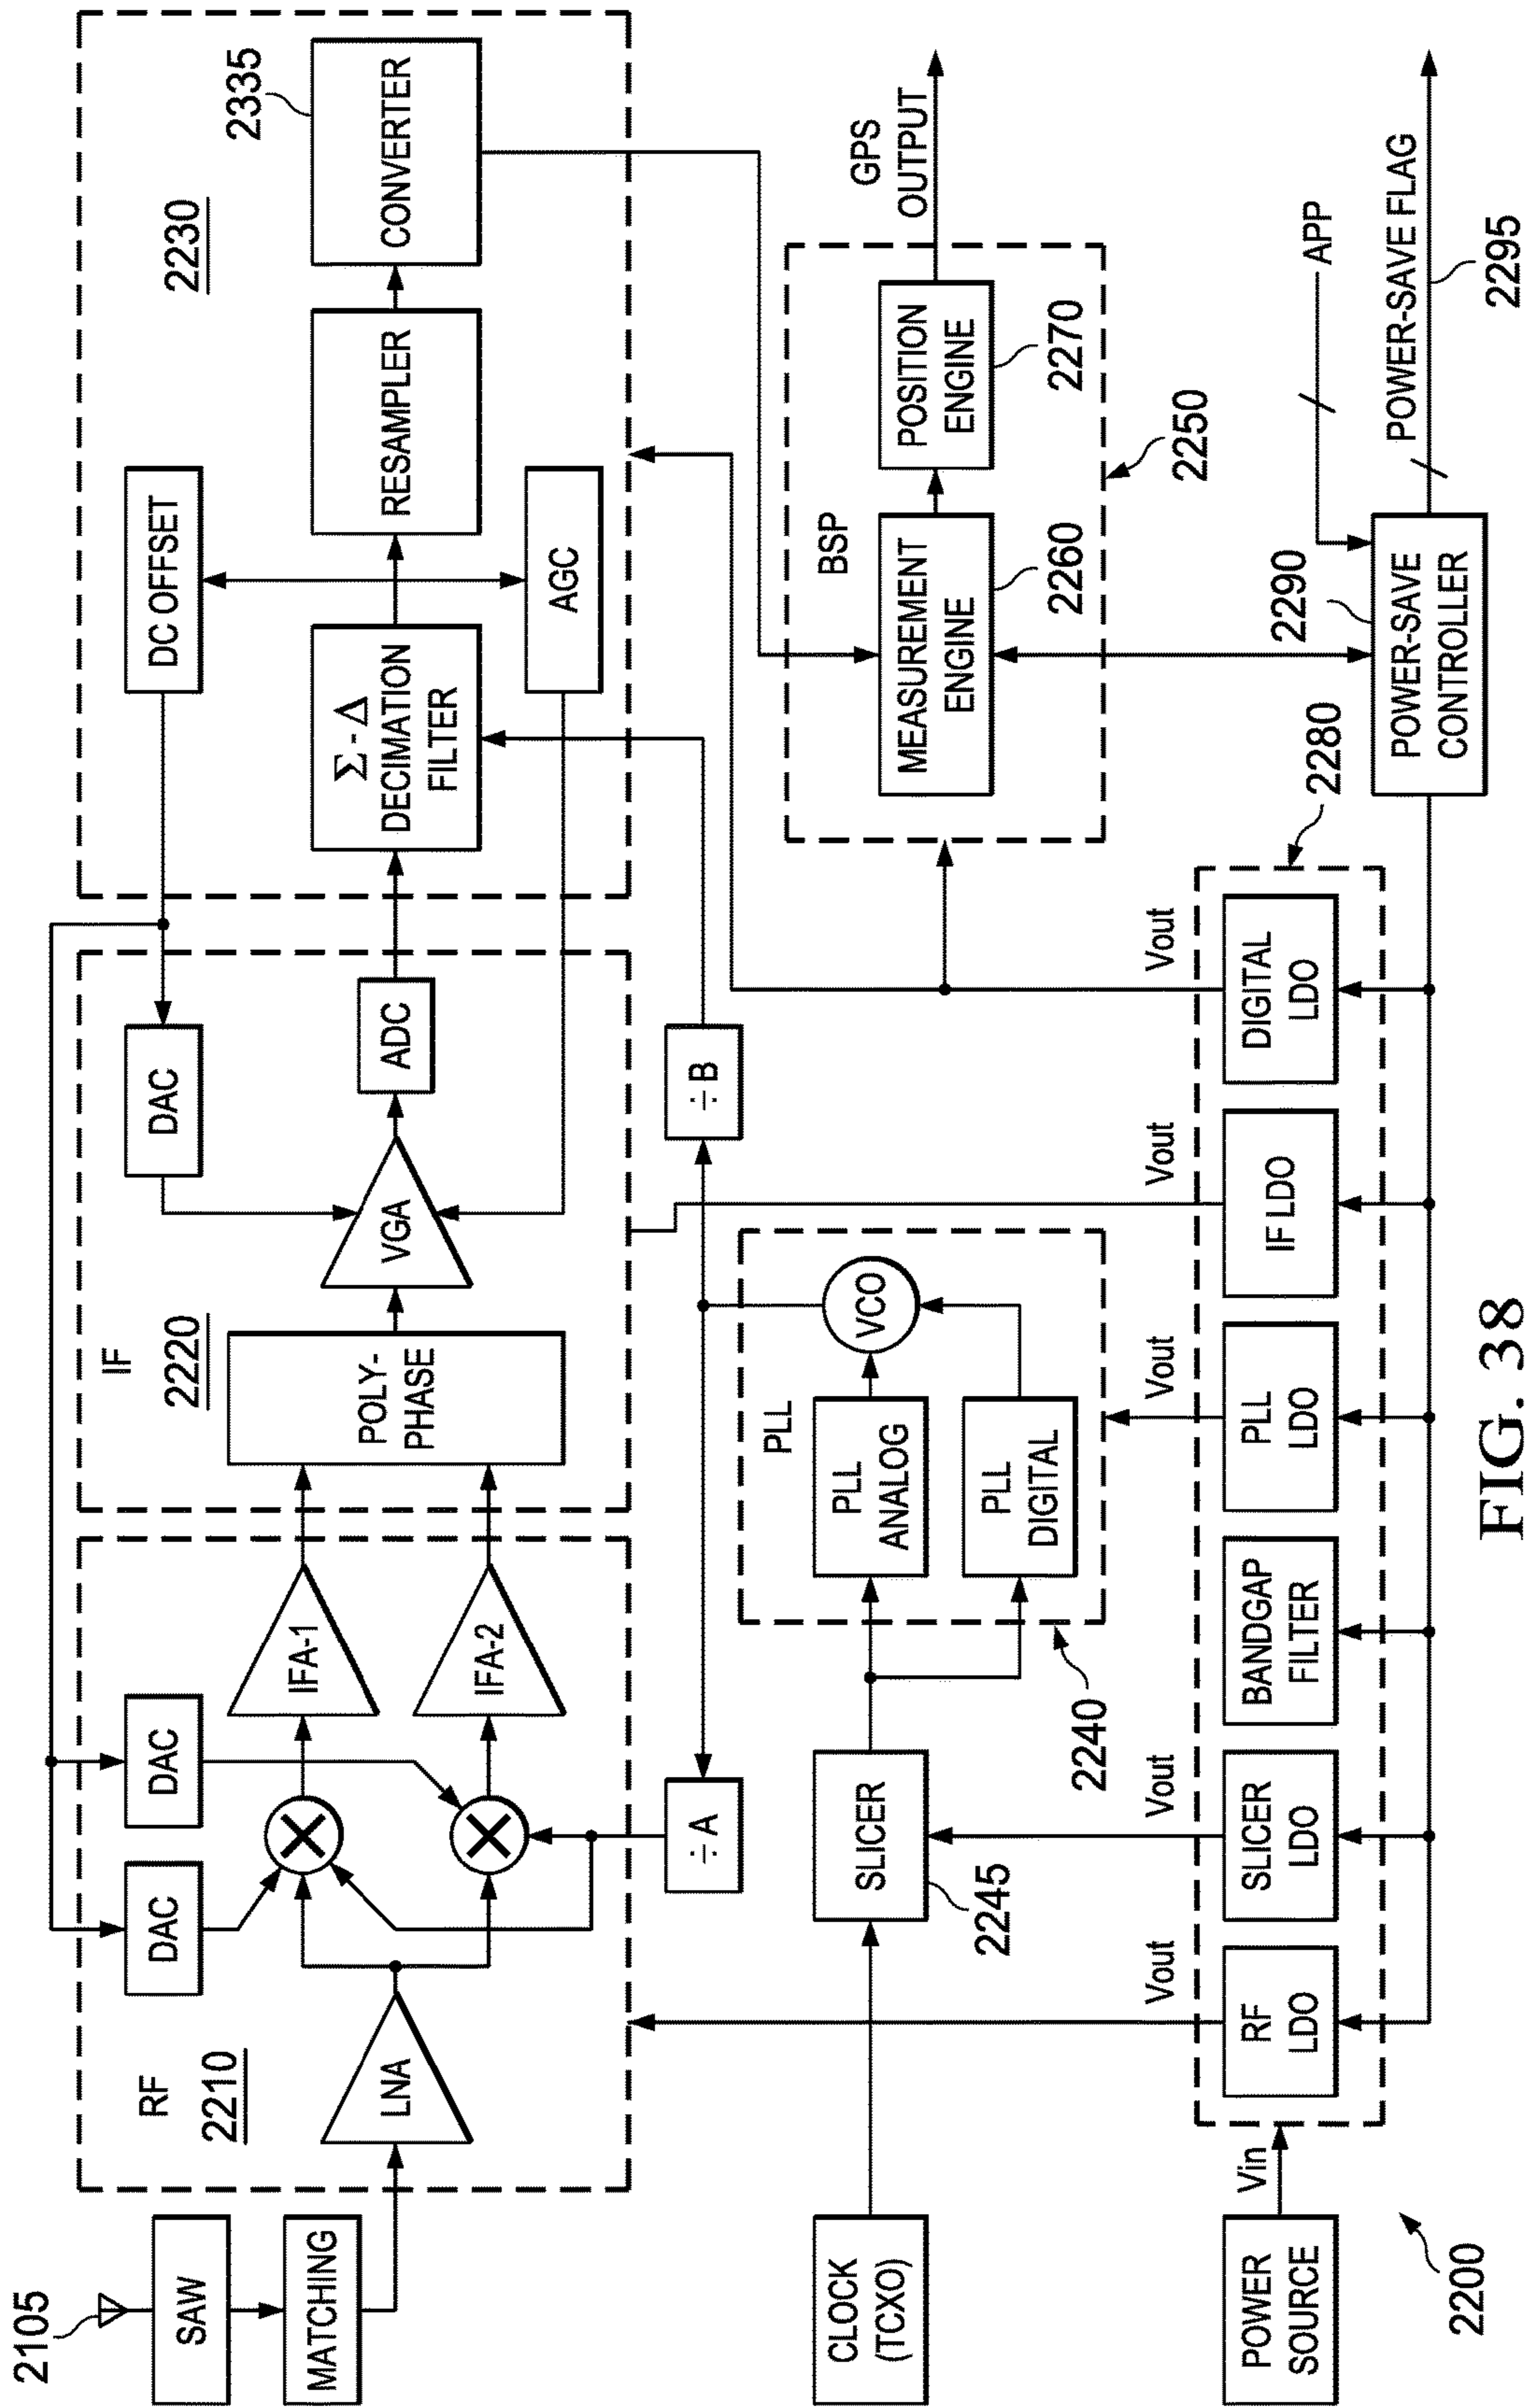 2105
SAW
MATCHING
RF
2210
LNA
DAC
DAC
IFA-1
IFA-2
÷ A
IF
2220
POLY-
PHASE
VGA
DAC
ADC
÷ B
2230
DC OFFSET
Σ - Δ
DECIMATION
FILTER
AGC
RESAMPLER
CONVERTER
2335
CLOCK
(TCXO)
SLICER
2245
2240
PLL
PLL
ANALOG
PLL
DIGITAL
VCO
BSP
MEASUREMENT
ENGINE
2260
POSITION
ENGINE
2270
2250
GPS
OUTPUT
POWER
SOURCE
Vin
2200
RF
LDO
Vout
SLICER
LDO
Vout
BANDGAP
FILTER
PLL
LDO
Vout
IF LDO
Vout
DIGITAL
LDO
Vout
2280
2290
POWER-SAVE
CONTROLLER
APP
POWER-SAVE FLAG
2295
FIG. 38